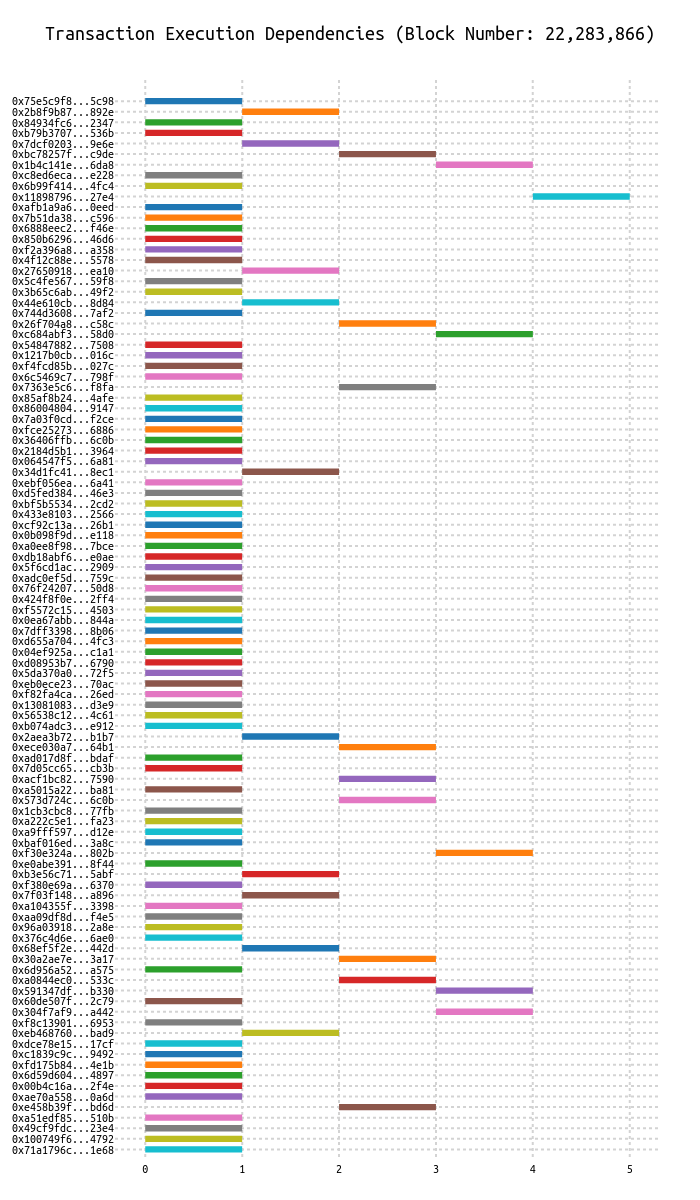 Transaction Execution Dependencies (Block Number: 22,283,866)
0x75e5c9f8...5c98
0x2b8f9b87...892e
0x84934fc6...2347
0xb79b3707...536b
0x7dcf0203...9e6e
0xbc78257f...c9de
0x1b4c141e...6da8
0xc8ed6eca...e228
0x6b99f414...4fc4
0x11898796...27e4
0xafb1a9a6...0eed
0x7b51da38...c596
0x6888eec2...f46e
0x850b6296...46d6
0xf2a396a8...a358
0x4f12c88e...5578
0x27650918...ea10
0x5c4fe567...59f8
0x3b65c6ab...49f2
0x44e610cb...8d84
0x744d3608...7af2
0x26f704a8...c58c
0xc684abf3...58d0
0x54847882...7508
0x1217b0cb...016c
0xf4fcd85b...027c
0x6c5469c7...798f
0x7363e5c6...f8fa
0x85af8b24...4afe
0x86004804...9147
0x7a03f0cd...f2ce
0xfce25273...6886
0x36406ffb...6c0b
0x2184d5b1...3964
0x064547f5...6a81
0x34d1fc41...8ec1
0xebf056ea...6a41
0xd5fed384...46e3
0xbf5b5534...2cd2
0x433e8103...2566
0xcf92c13a...26b1
0x0b098f9d...e118
0xa0ee8f98...7bce
0xdb18abf6...e0ae
0x5f6cd1ac...2909
0xadc0ef5d...759c
0x76f24207...50d8
0x424f8f0e...2ff4
0xf5572c15...4503
0x0ea67abb...844a
0x7dff3398...8b06
0xd655a704...4fc3
0x04ef925a...c1a1
0xd08953b7...6790
0x5da370a0...72f5
0xeb0ece23...70ac
0xf82fa4ca...26ed
0x13081083...d3e9
0x56538c12...4c61
0xb074adc3...e912
0x2aea3b72...b1b7
0xece030a7...64b1
0xad017d8f...bdaf
0x7d05cc65...cb3b
0xacf1bc82...7590
0xa5015a22...ba81
0x573d724c...6c0b
0x1cb3cbc8...77fb
0xa222c5e1...fa23
0xa9fff597...d12e
0xbaf016ed...3a8c
0xf30e324a...802b
0xe0abe391...8f44
0xb3e56c71...5abf
0xf380e69a...6370
0x7f03f148...a896
0xa104355f...3398
0xaa09df8d...f4e5
0x96a03918...2a8e
0x376c4d6e...6ae0
0x68ef5f2e...442d
0x30a2ae7e...3a17
0x6d956a52...a575
0xa0844ec0...533c
0x591347df...b330
0x60de507f...2c79
0x304f7af9...a442
0xf8c13901...6953
0xeb468760...bad9
0xdce78e15...17cf
0xc1839c9c...9492
0xfd175b84...4e1b
0x6d59d604...4897
0x00b4c16a...2f4e
0xae70a558...0a6d
0xe458b39f...bd6d
0xa51edf85...510b
0x49cf9fdc...23e4
0x100749f6...4792
0x71a1796c...1e68
0 1 2 3 4 5